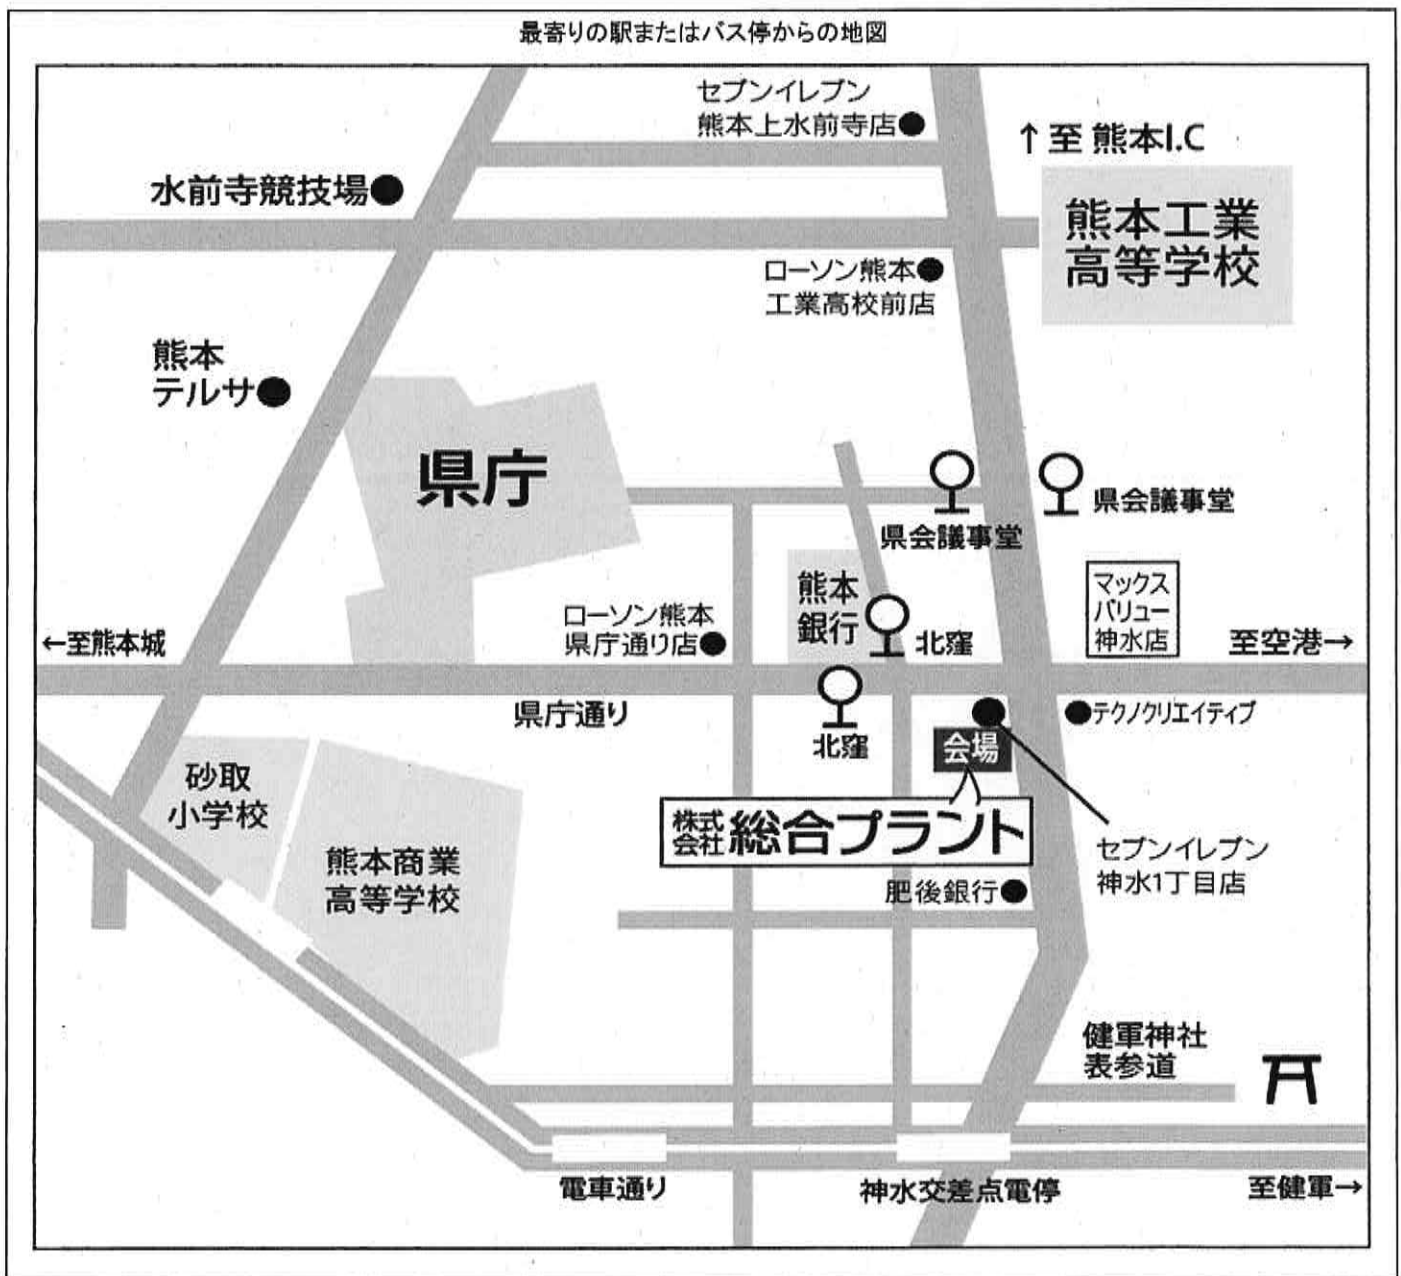 最寄りの駅またはバス停からの地図
セブンイレブン
熊本上水前寺店
↑至 熊本I.C
水前寺競技場
熊本工業
高等学校
ローソン熊本
工業高校前店
熊本
テルサ
県庁
県会議事堂
県会議事堂
熊本
銀行
マックス
バリュー
神水店
ローソン熊本
県庁通り店
←至熊本城
北窪
至空港→
県庁通り
北窪
テクノクリエイティブ
会場
砂取
小学校
株式
会社
総合プラント
セブンイレブン
神水1丁目店
熊本商業
高等学校
肥後銀行
健軍神社
表参道
電車通り
神水交差点電停
至健軍→